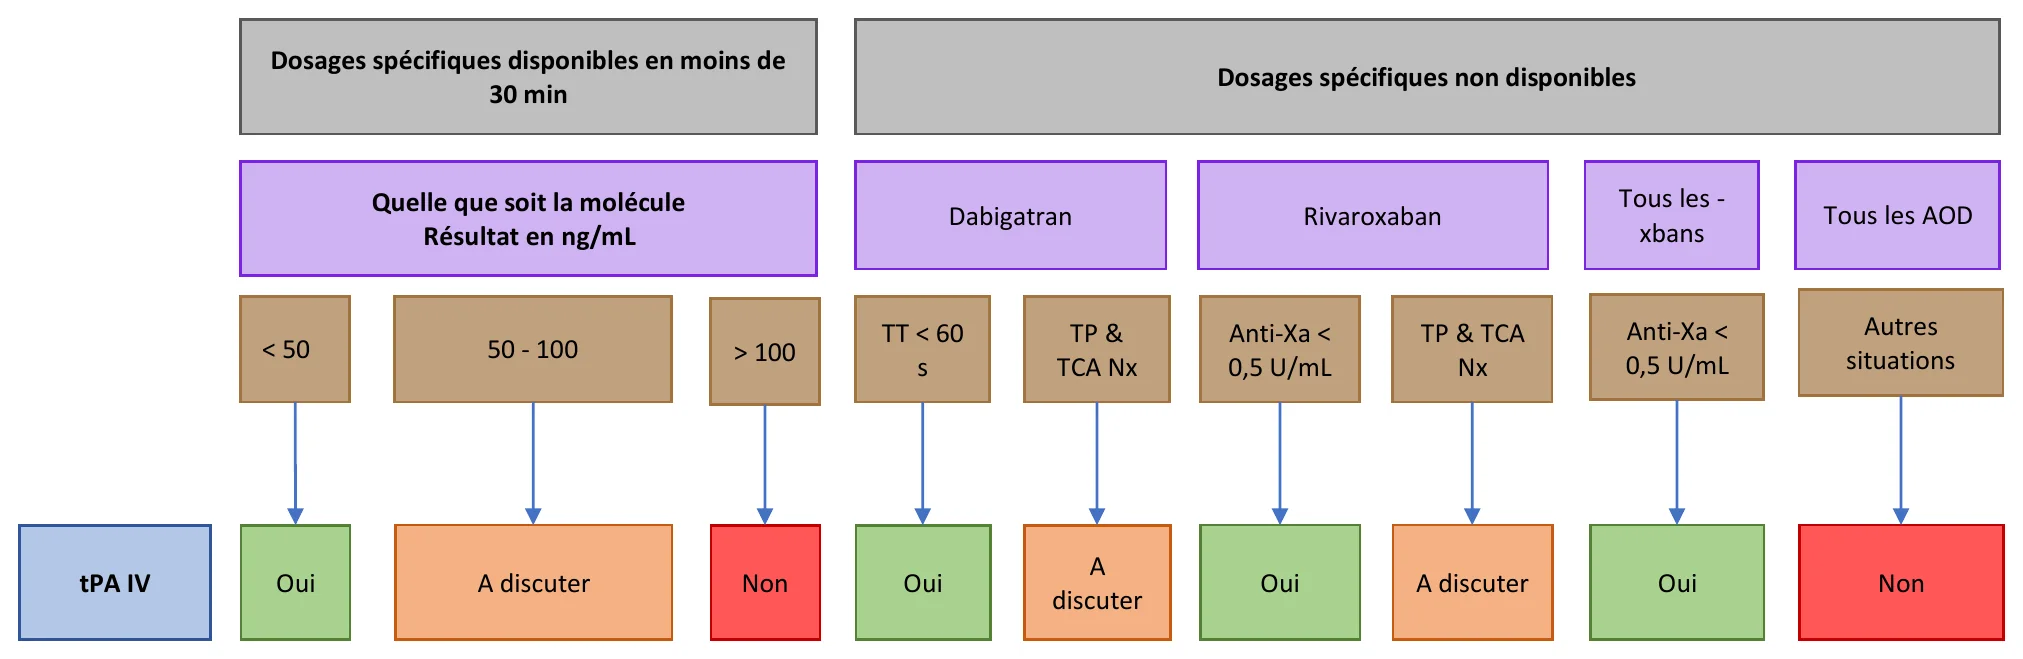 Dosages spécifiques disponibles en moins de
30 min
Dosages spécifiques non disponibles
Quelle que soit la molécule
Résultat en ng/mL
Dabigatran
Rivaroxaban
Tous les -
xbans
Tous les AOD
< 50
50 - 100
> 100
TT < 60
s
TP &
TCA Nx
Anti-Xa <
0,5 U/mL
TP & TCA
Nx
Anti-Xa <
0,5 U/mL
Autres
situations
tPA IV
Oui
A discuter
Non
Oui
A
discuter
Oui
A discuter
Oui
Non